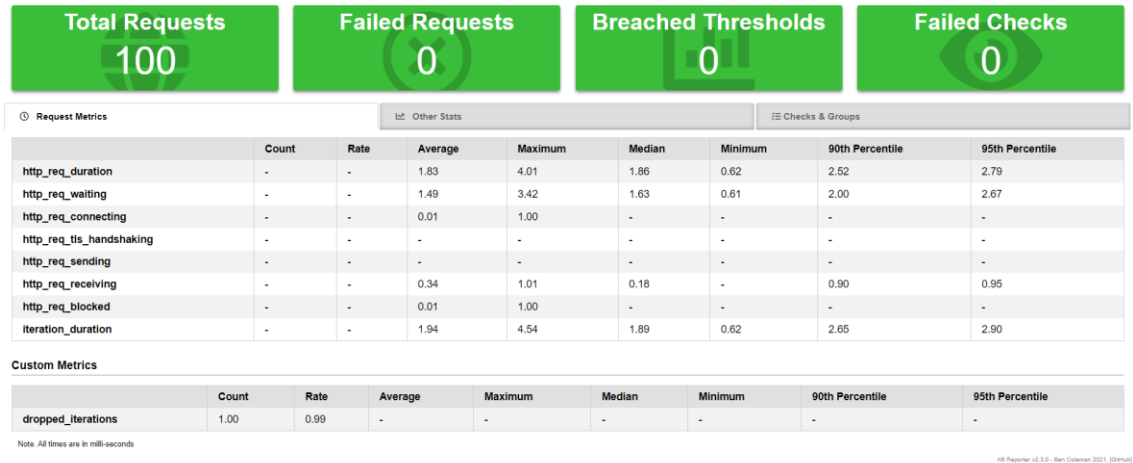 Total Requests
100
Failed Requests
0
Breached Thresholds
0
Failed Checks
0
Request Metrics
Other Stats
Checks & Groups
Count Rate Average Maximum Median Minimum 90th Percentile 95th Percentile
http_req_duration - - 1.83 4.01 1.86 0.62 2.52 2.79
http_req_waiting - - 1.49 3.42 1.63 0.61 2.00 2.67
http_req_connecting - - 0.01 1.00 - - - -
http_req_tls_handshaking - - - - - - - -
http_req_sending - - - - - - - -
http_req_receiving - - 0.34 1.01 0.18 - 0.90 0.95
http_req_blocked - - 0.01 1.00 - - - -
iteration_duration - - 1.94 4.54 1.89 0.62 2.65 2.90
Custom Metrics
Count Rate Average Maximum Median Minimum 90th Percentile 95th Percentile
dropped_iterations 1.00 0.99 - - - - - -
Note. All times are in milli-seconds
K6 Reporter v2.3.0 - Ben Coleman 2021, [GitHub]